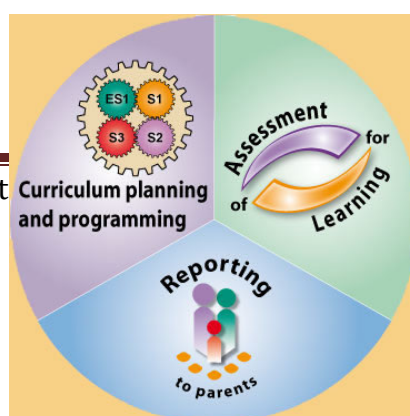 ES1 S1
S3 S2
Curriculum planning
and programming
Assessment
for
of
Learning
Reporting
to parents
t